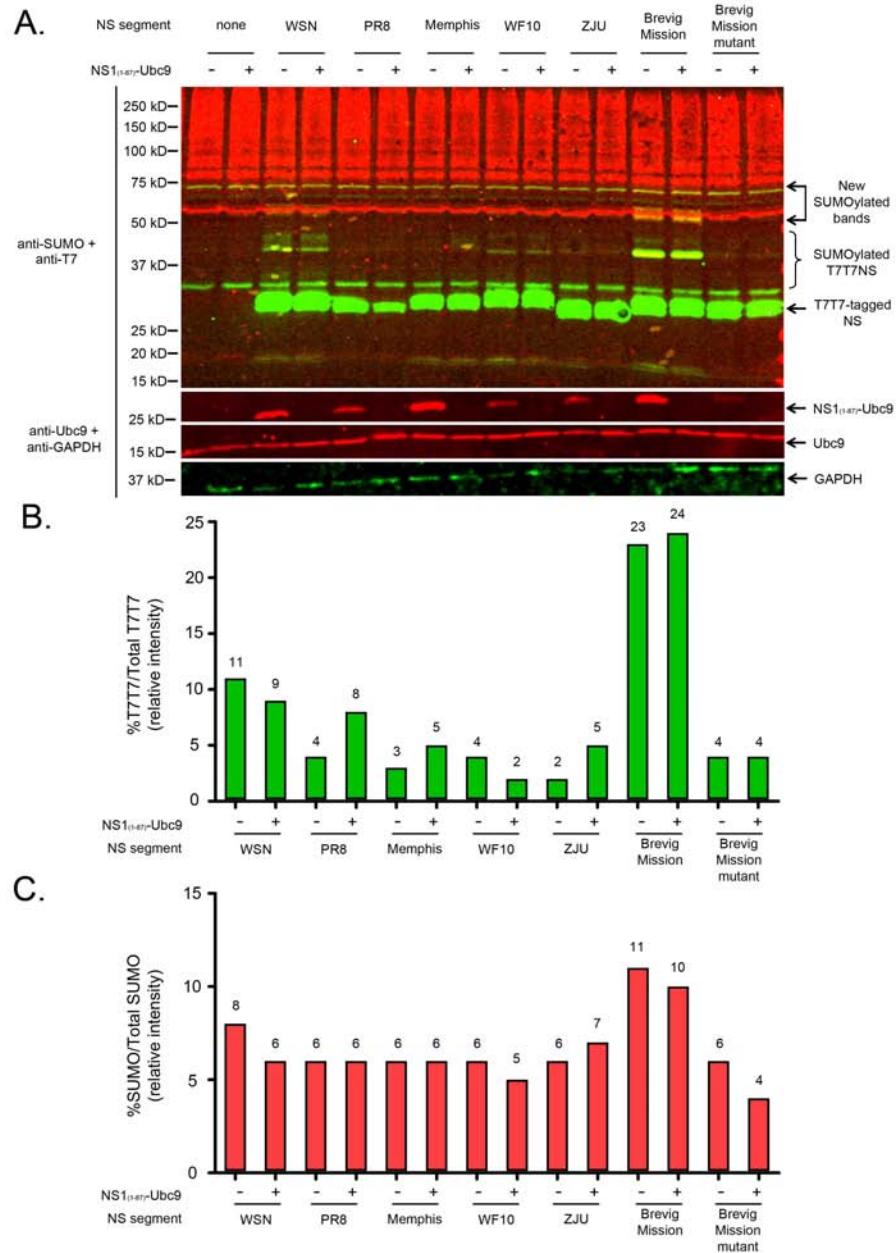 A.
NS segment none WSN PR8 Memphis WF10 ZJU Brevig Mission Brevig Mission mutant
NS1(1-87)-Ubc9 - + - + - + - + - + - + - + - +
250 kD
150 kD
100 kD
75 kD
50 kD
37 kD
25 kD
20 kD
15 kD
anti-SUMO +
anti-T7
New
SUMOylated
bands
SUMOylated
T7T7NS
T7T7-tagged
NS
25 kD
NS1(1-87)-Ubc9
anti-Ubc9 +
anti-GAPDH
15 kD
Ubc9
37 kD
GAPDH
B.
%T7T7/Total T7T7
(relative intensity)
25
20
15
10
5
0
11 9 4 8 3 5 4 2 2 5 23 24 4 4
NS1(1-87)-Ubc9 - + - + - + - + - + - + - +
NS segment WSN PR8 Memphis WF10 ZJU Brevig Mission Brevig Mission mutant
C.
%SUMO/Total SUMO
(relative intensity)
15
10
5
0
8 6 6 6 6 6 6 5 6 7 11 10 6 4
NS1(1-87)-Ubc9 - + - + - + - + - + - + - +
NS segment WSN PR8 Memphis WF10 ZJU Brevig Mission Brevig Mission mutant